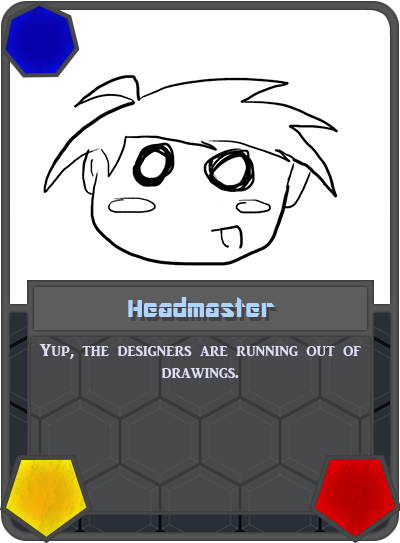 Headmaster
Yup, the designers are running out of
drawings.